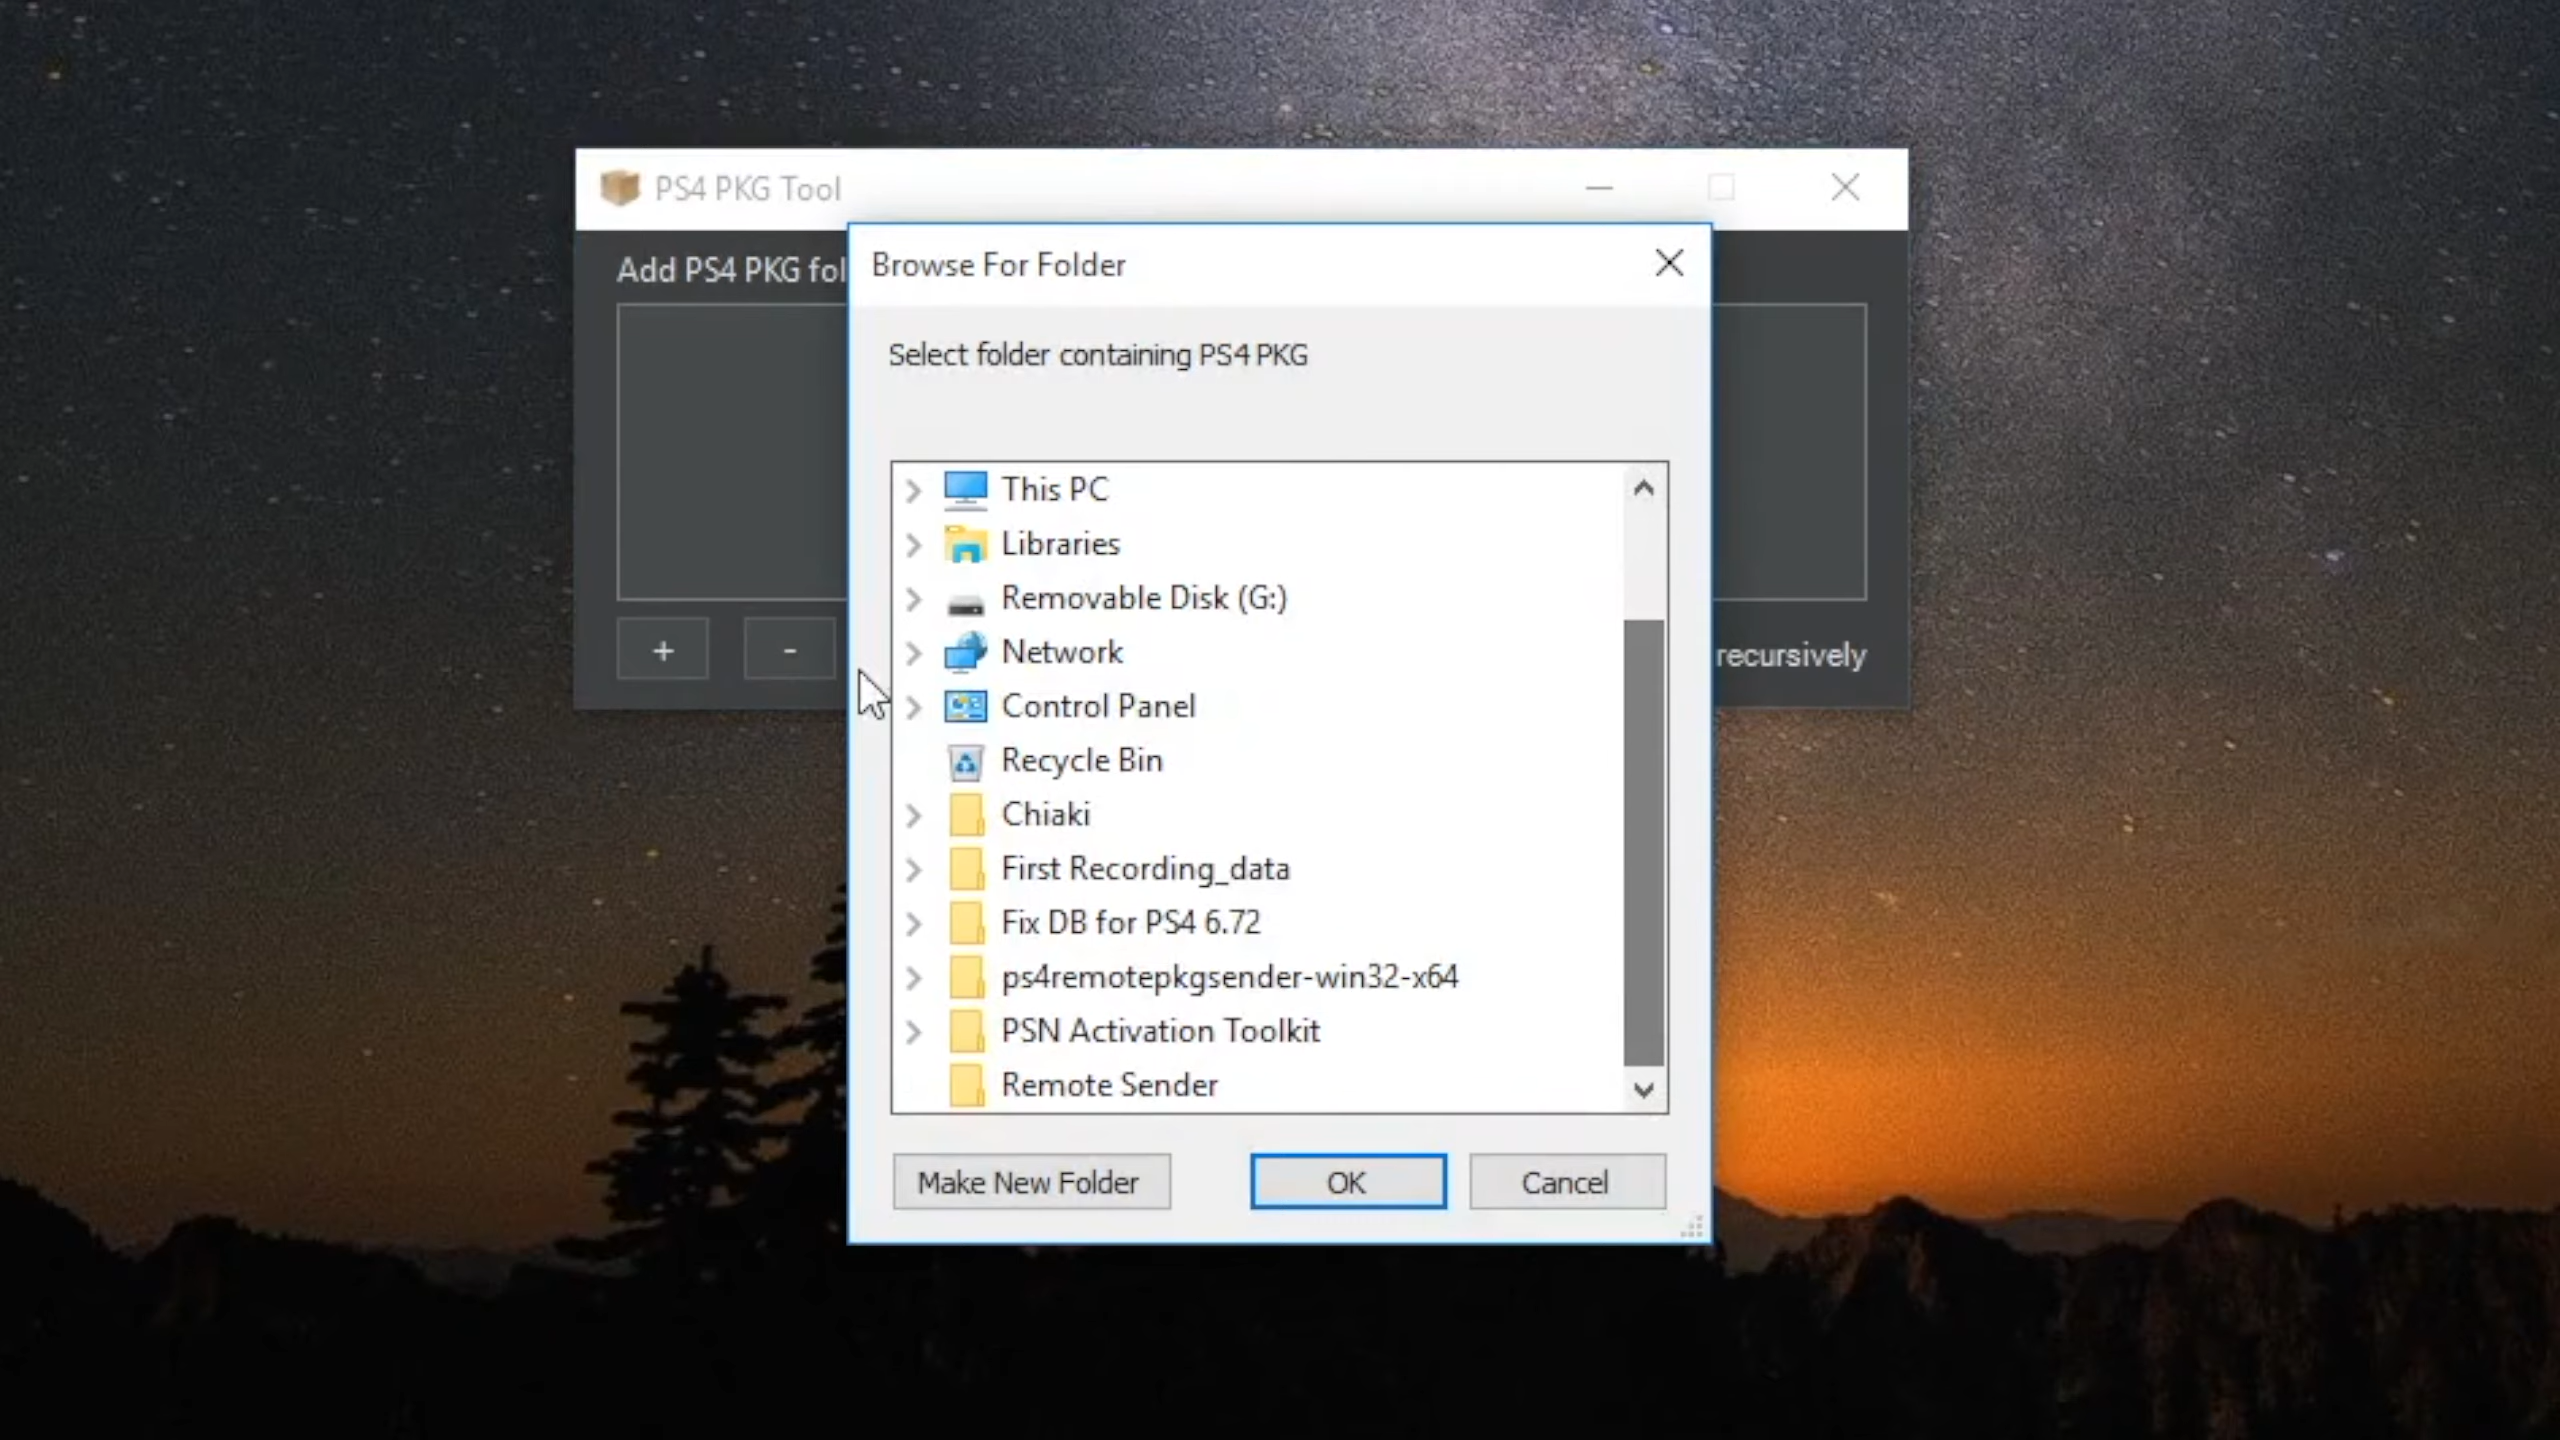 PS4 PKG Tool
Add PS4 PKG fol
Browse For Folder
Select folder containing PS4 PKG
This PC
Libraries
Removable Disk (G:)
Network
Control Panel
Recycle Bin
Chiaki
First Recording_data
Fix DB for PS4 6.72
ps4remotepkgsender-win32-x64
PSN Activation Toolkit
Remote Sender
+ -
recursively
Make New Folder OK Cancel